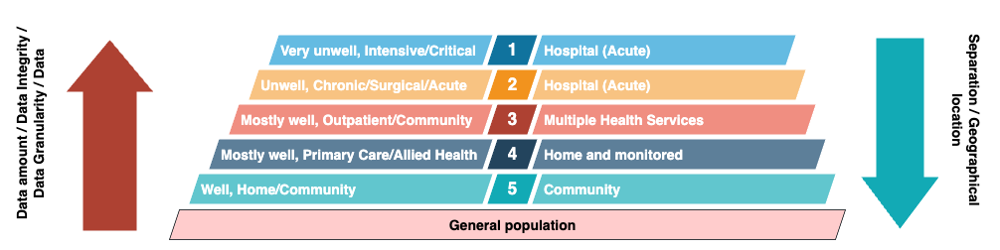 Data amount / Data Integrity /
Data Granularity / Data
Very unwell, Intensive/Critical 1 Hospital (Acute)
Unwell, Chronic/Surgical/Acute 2 Hospital (Acute)
Mostly well, Outpatient/Community 3 Multiple Health Services
Mostly well, Primary Care/Allied Health 4 Home and monitored
Well, Home/Community 5 Community
General population
Separation / Geographical
location